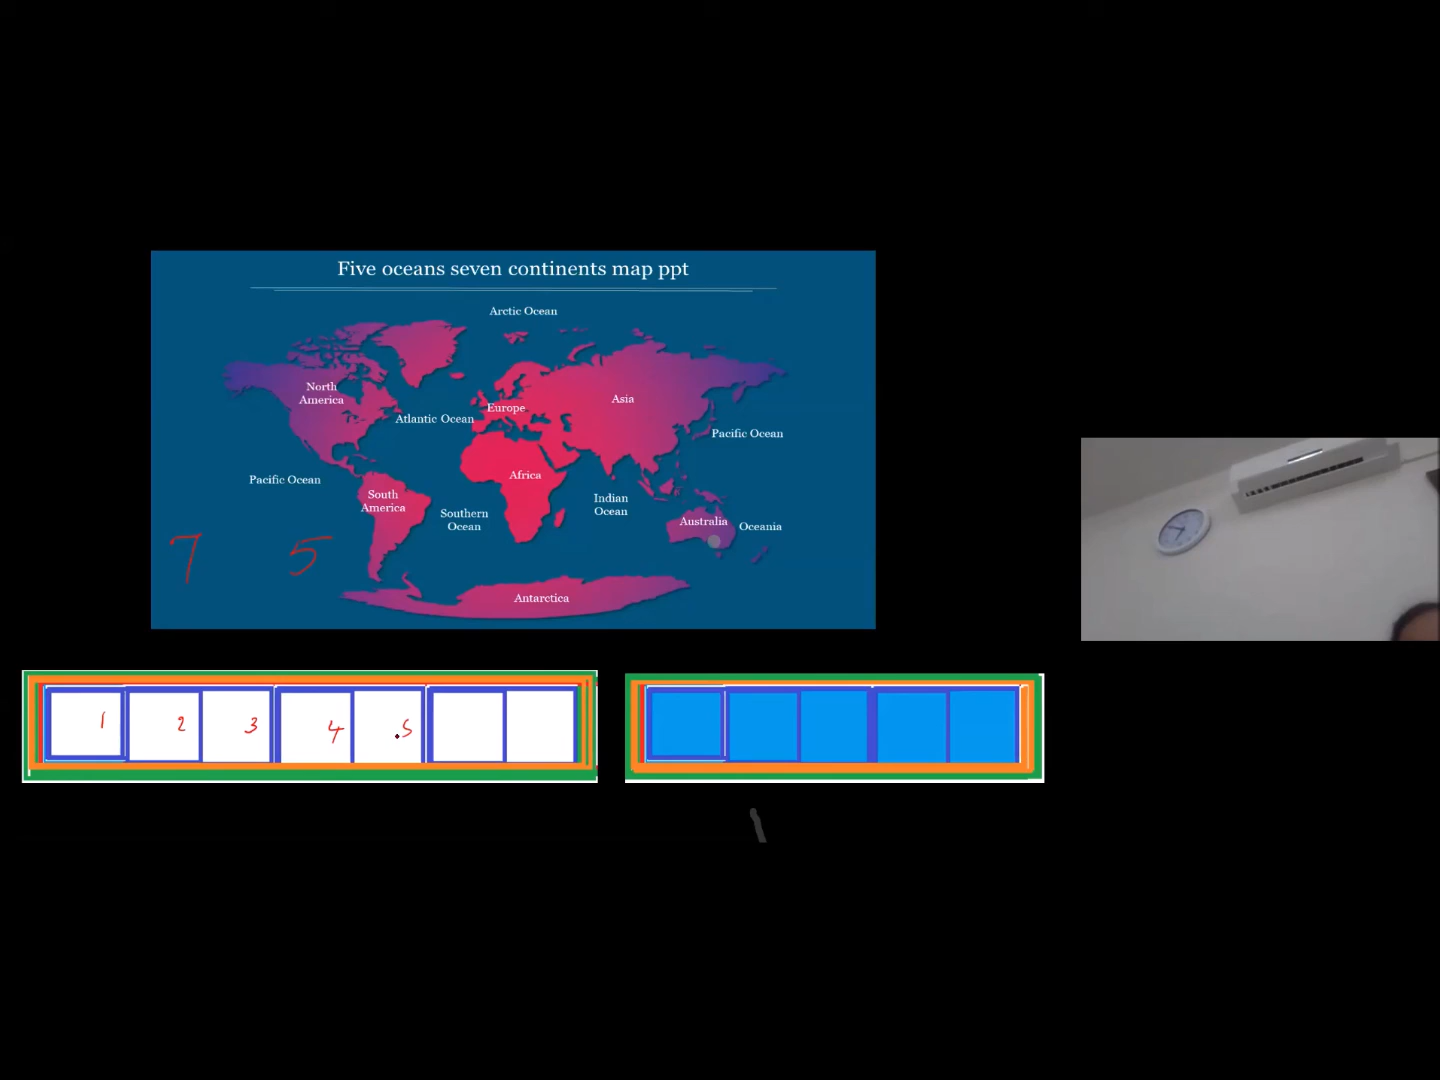 Five oceans seven continents map ppt
Arctic Ocean
North
America
Atlantic Ocean
Europe
Asia
Pacific Ocean
Pacific Ocean
Africa
South
America
Southern
Ocean
Indian
Ocean
Australia
Oceania
7 5
Antarctica
1 2 3 4 5